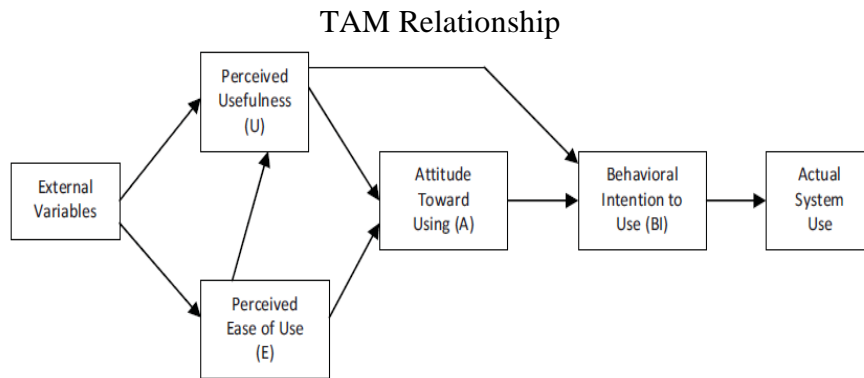 TAM Relationship
Perceived
Usefulness
(U)
External
Variables
Attitude
Toward
Using (A)
Behavioral
Intention to
Use (BI)
Actual
System
Use
Perceived
Ease of Use
(E)